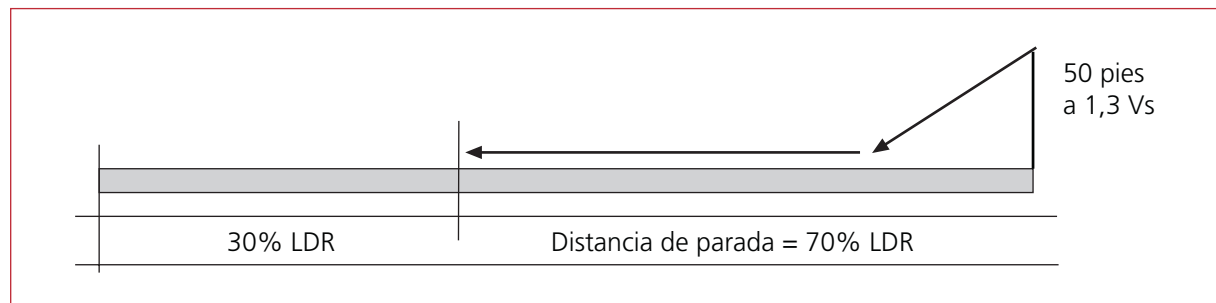 50 pies
a 1,3 Vs
30% LDR
Distancia de parada = 70% LDR